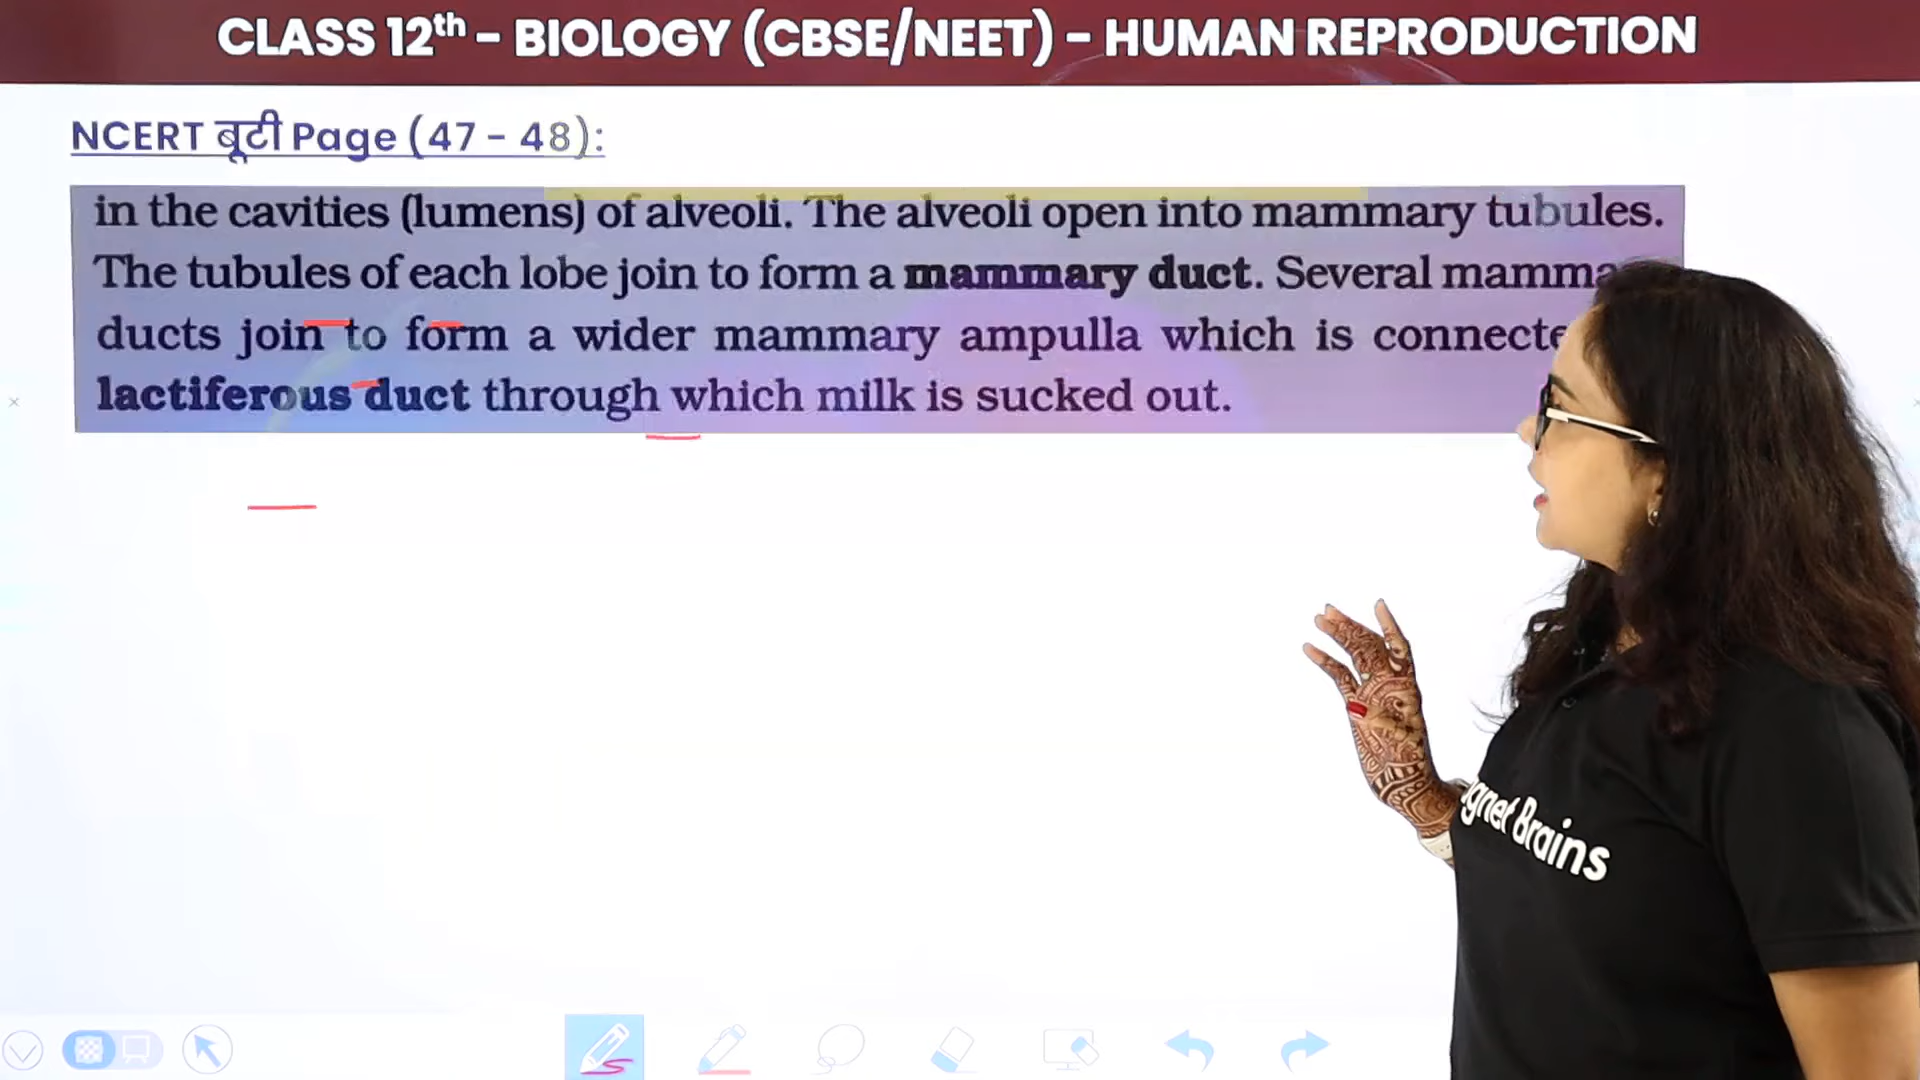 CLASS 12th - BIOLOGY (CBSE/NEET) - HUMAN REPRODUCTION
NCERT बूटी Page (47 - 48):
in the cavities (lumens) of alveoli. The alveoli open into mammary tubules.
The tubules of each lobe join to form a mammary duct. Several
ducts join to form a wider mammary ampulla which is
lactiferous duct through which milk is sucked out.
Brains